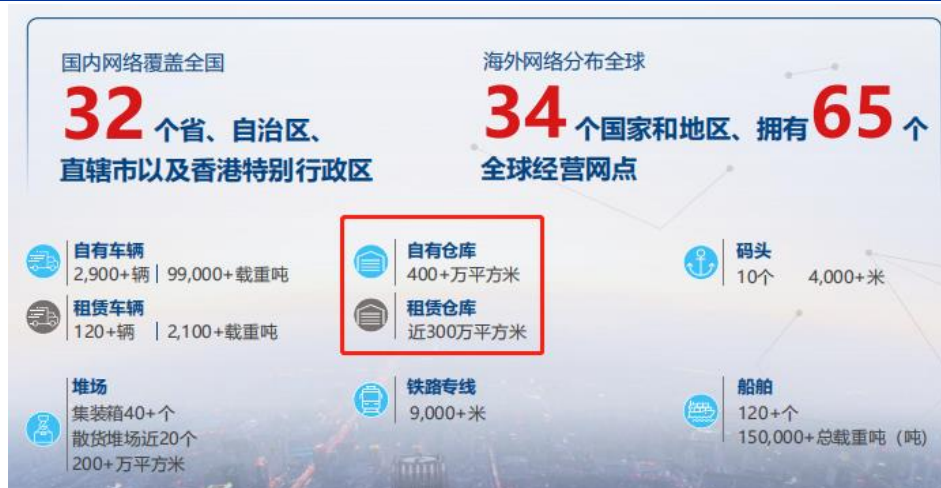 国内网络覆盖全国
32个省、自治区、
直辖市以及香港特别行政区
海外网络分布全球
34个国家和地区、拥有65个
全球经营网点
自有车辆
2,900+辆 | 99,000+载重吨
租赁车辆
120+辆 | 2,100+载重吨
自有仓库
400+万平方米
租赁仓库
近300万平方米
码头
10个 4,000+米
堆场
集装箱40+个
散货堆场近20个
200+万平方米
铁路专线
9,000+米
船舶
120+个
150,000+总载重吨（吨）